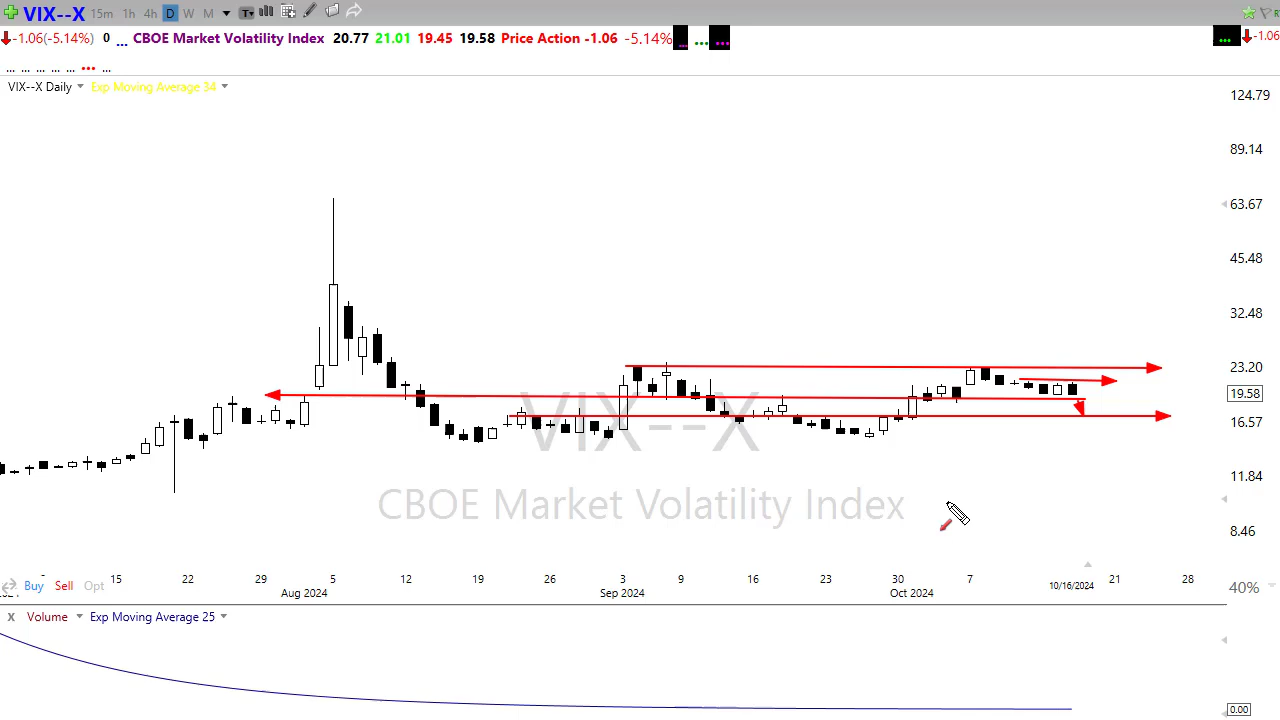 VIX--X 15m 1h 4h D W M
-1.06(-5.14%) 0 ... CBOE Market Volatility Index 20.77 21.01 19.45 19.58 Price Action -1.06 -5.14% ... ... ... ... -1.06
... ... ... ... ... ... ...
VIX--X Daily Exp Moving Average 34
124.79
89.14
63.67
45.48
32.48
23.20
19.58
16.57
11.84
8.46
VIX--X
CBOE Market Volatility Index
15 22 29 5 12 19 26 3 9 16 23 30 7 10/16/2024 21 28
Aug 2024 Sep 2024 Oct 2024
Buy Sell Opt 40%
X Volume Exp Moving Average 25
0.00